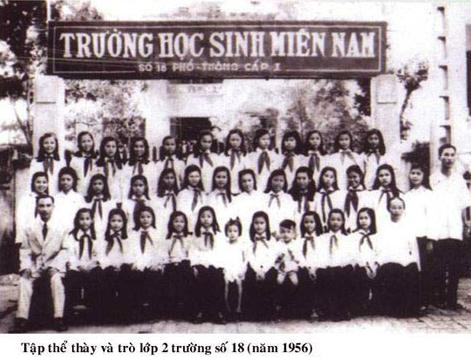 TRƯỜNG HỌC SINH MIỀN NAM
SỐ 18 PHỔ-THÔNG CẤP I
Tập thể thầy và trò lớp 2 trường số 18 (năm 1956)